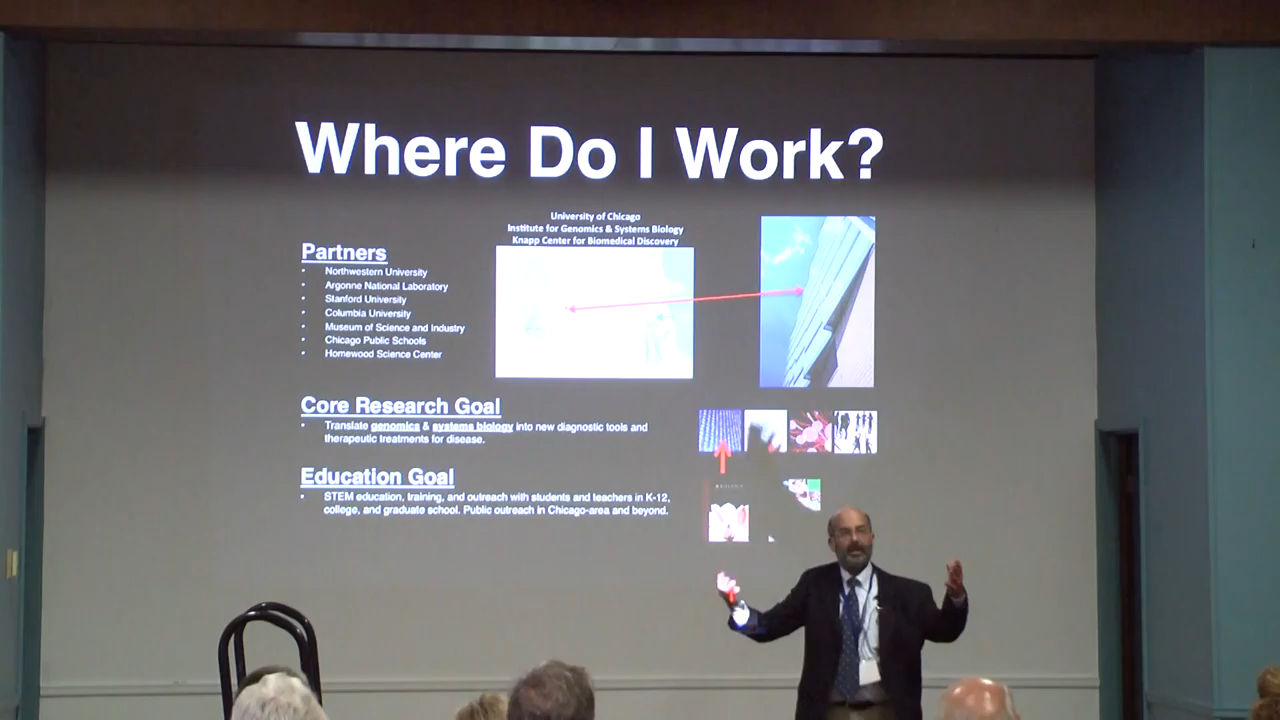 Where Do I Work?
University of Chicago
Institute for Genomics & Systems Biology
Knapp Center for Biomedical Discovery
Partners
• Northwestern University
• Argonne National Laboratory
• Stanford University
• Columbia University
• Museum of Science and Industry
• Chicago Public Schools
• Homewood Science Center
Core Research Goal
• Translate genomics & systems biology into new diagnostic tools and
therapeutic treatments for disease.
Education Goal
• STEM education, training, and outreach with students and teachers in K-12,
college, and graduate school. Public outreach in Chicago-area and beyond.